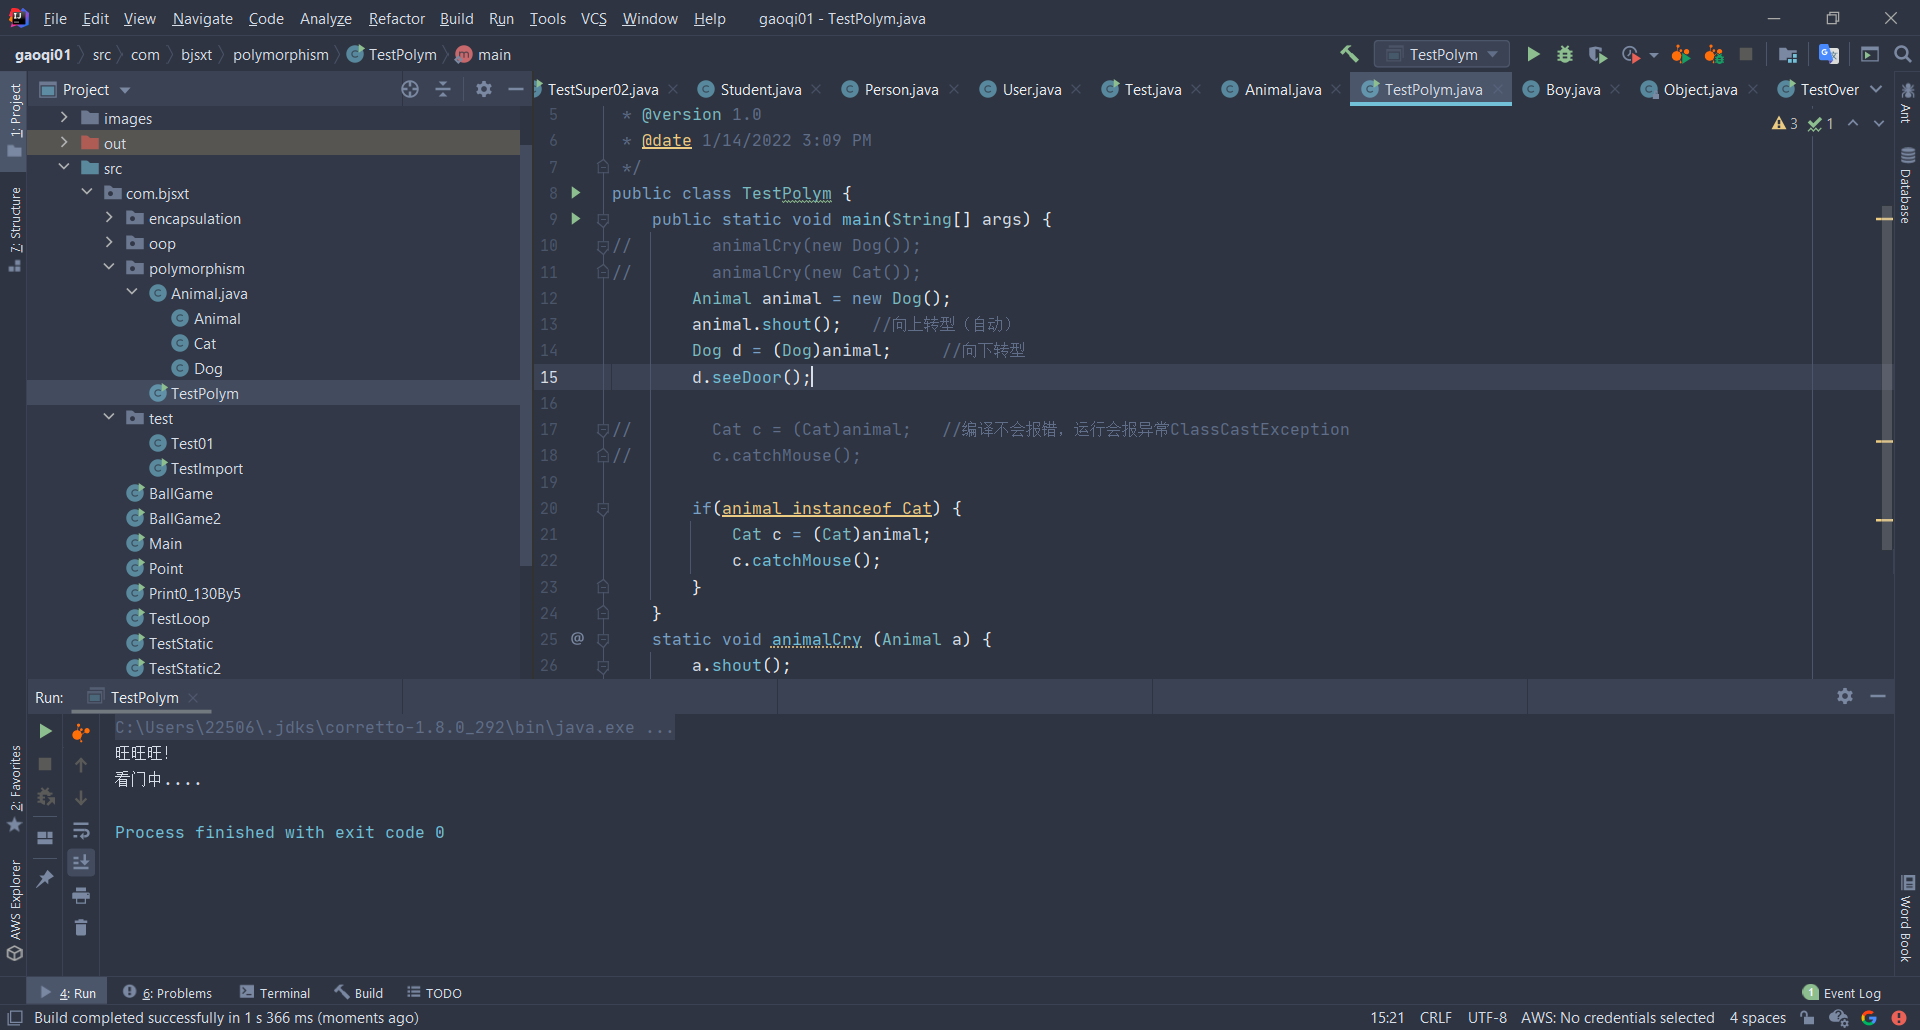 File Edit View Navigate Code Analyze Refactor Build Run Tools VCS Window Help gaoqi01 - TestPolym.java
gaoqi01 src com bjsxt polymorphism TestPolym main
TestPolym
Project
TestSuper02.java Student.java Person.java User.java Test.java Animal.java TestPolym.java Boy.java Object.java TestOver
1: Project
7: Structure
2: Favorites
AWS Explorer
images
out
src
com.bjsxt
encapsulation
oop
polymorphism
Animal.java
Animal
Cat
Dog
TestPolym
test
Test01
TestImport
BallGame
BallGame2
Main
Point
Print0_130By5
TestLoop
TestStatic
TestStatic2
3 1
5 * @version 1.0
6 * @date 1/14/2022 3:09 PM
7 */
8 public class TestPolym {
9 public static void main(String[] args) {
10 // animalCry(new Dog());
11 // animalCry(new Cat());
12 Animal animal = new Dog();
13 animal.shout(); //向上转型（自动）
14 Dog d = (Dog)animal; //向下转型
15 d.seeDoor();
16
17 // Cat c = (Cat)animal; //编译不会报错，运行会报异常ClassCastException
18 // c.catchMouse();
19
20 if(animal instanceof Cat) {
21 Cat c = (Cat)animal;
22 c.catchMouse();
23 }
24 }
25 @ static void animalCry (Animal a) {
26 a.shout();
Ant
Database
Word Book
Run: TestPolym
C:\Users\22506\.jdks\corretto-1.8.0_292\bin\java.exe ...
旺旺旺!
看门中....
Process finished with exit code 0
4: Run 6: Problems Terminal Build TODO 1 Event Log
Build completed successfully in 1 s 366 ms (moments ago) 15:21 CRLF UTF-8 AWS: No credentials selected 4 spaces